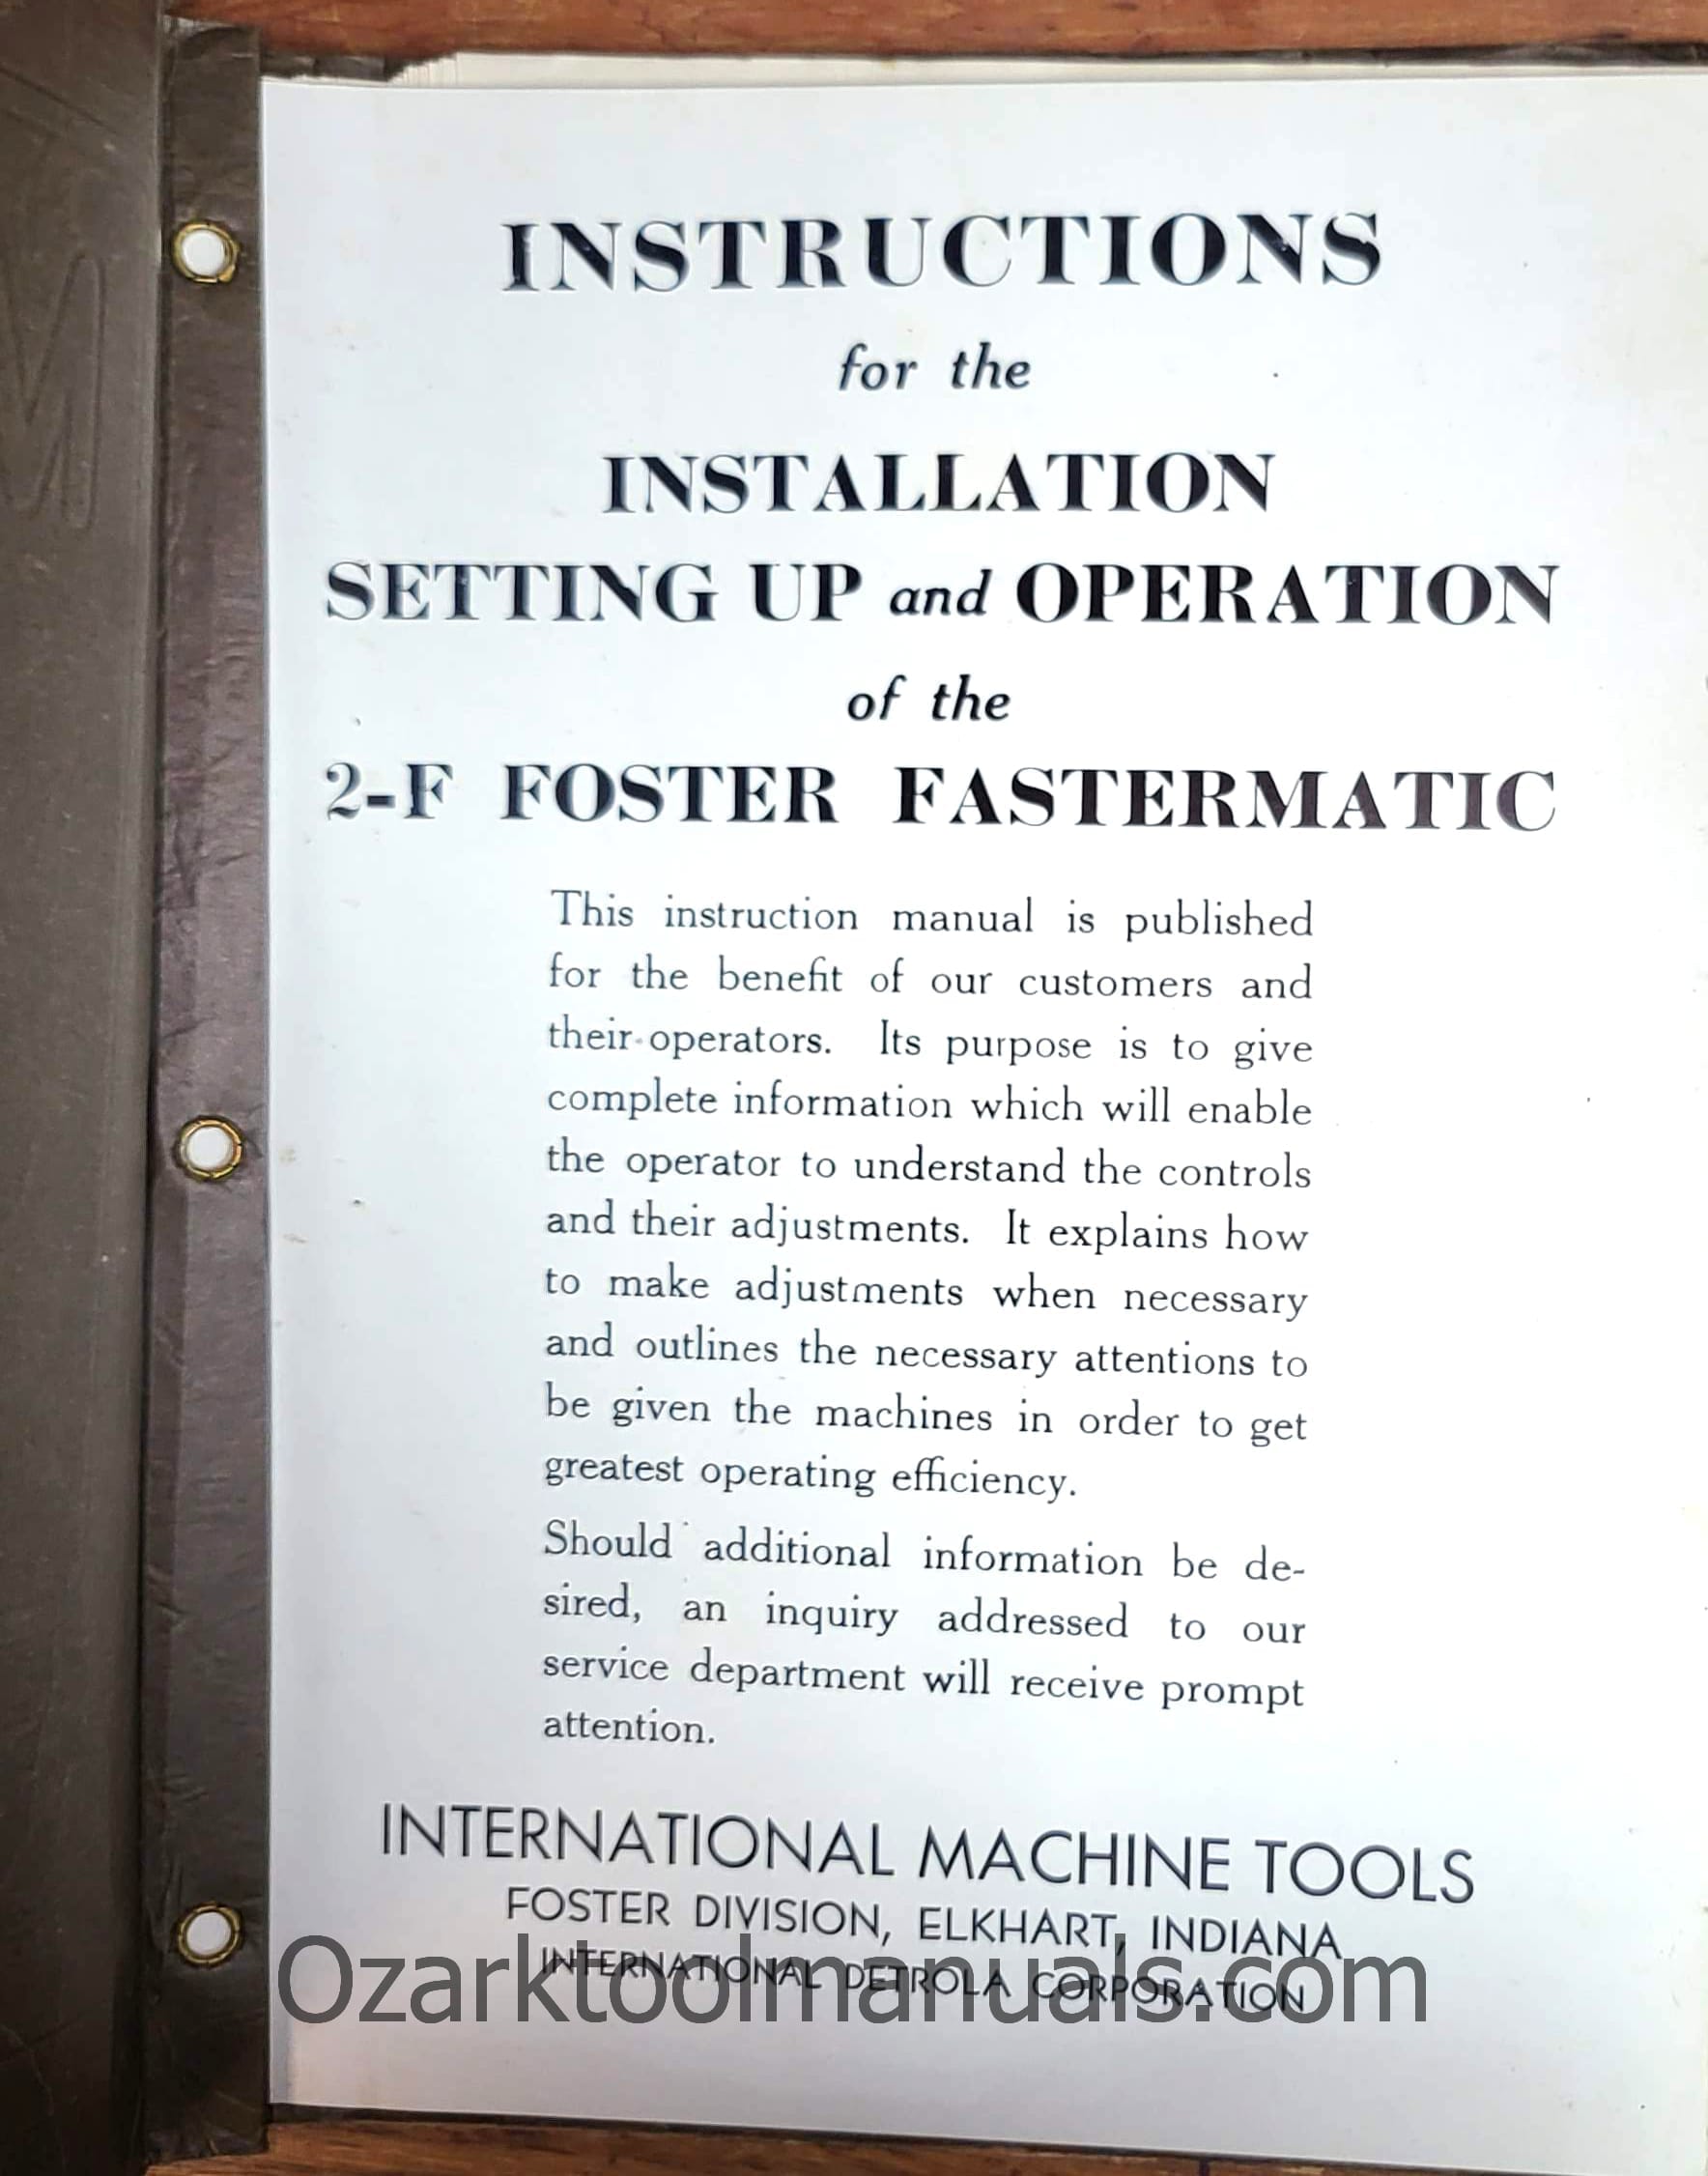 INSTRUCTIONS
for the
INSTALLATION
SETTING UP and OPERATION
of the
2-F FOSTER FASTERMATIC
This instruction manual is published
for the benefit of our customers and
their operators. Its purpose is to give
complete information which will enable
the operator to understand the controls
and their adjustments. It explains how
to make adjustments when necessary
and outlines the necessary attentions to
be given the machines in order to get
greatest operating efficiency.
Should additional information be de-
sired, an inquiry addressed to our
service department will receive prompt
attention.
INTERNATIONAL MACHINE TOOLS
FOSTER DIVISION, ELKHART, INDIANA
INTERNATIONAL DETROLA CORPORATION
Ozarktoolmanuals.com